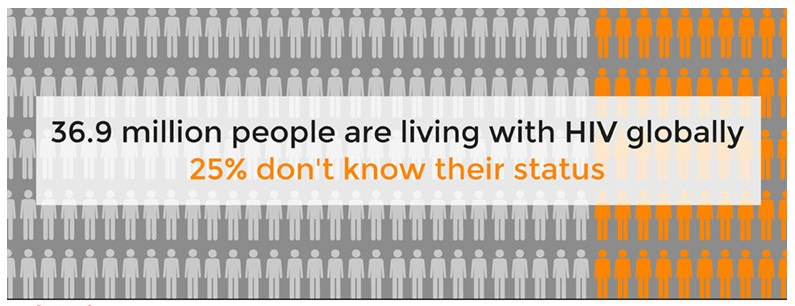 36.9 million people are living with HIV globally
25% don't know their status